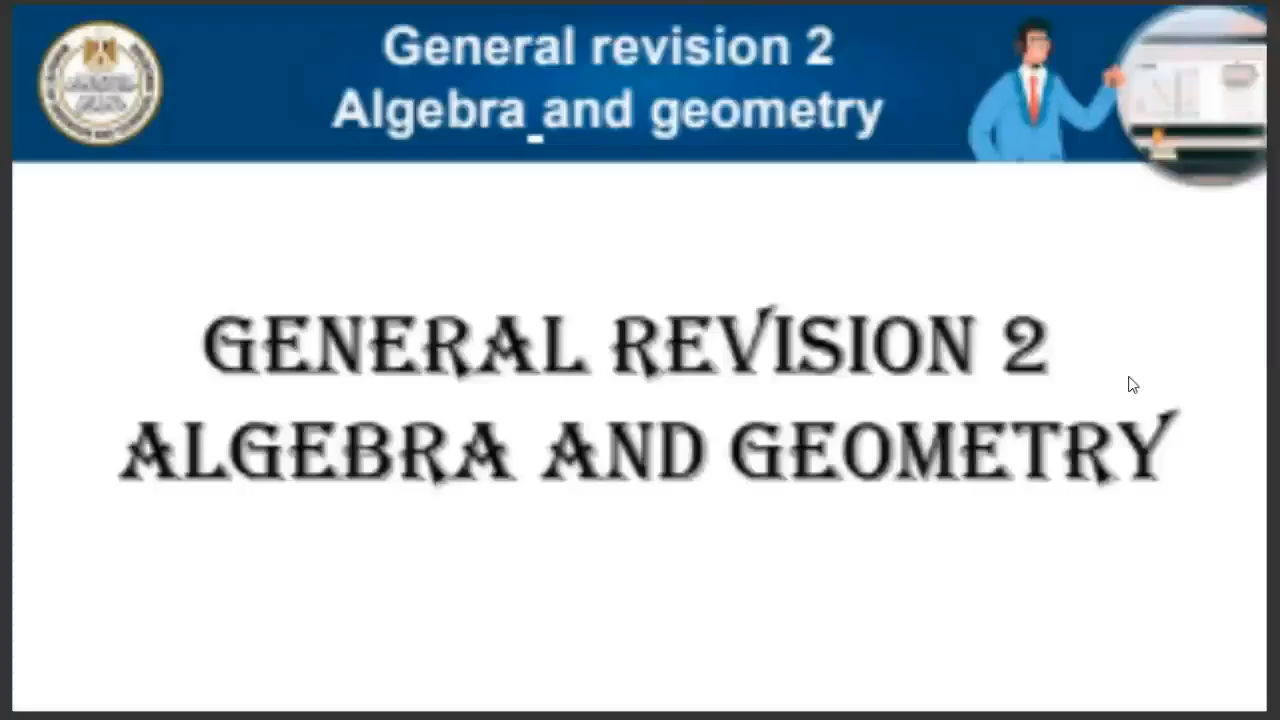 General revision 2
Algebra and geometry
GENERAL REVISION 2
ALGEBRA AND GEOMETRY